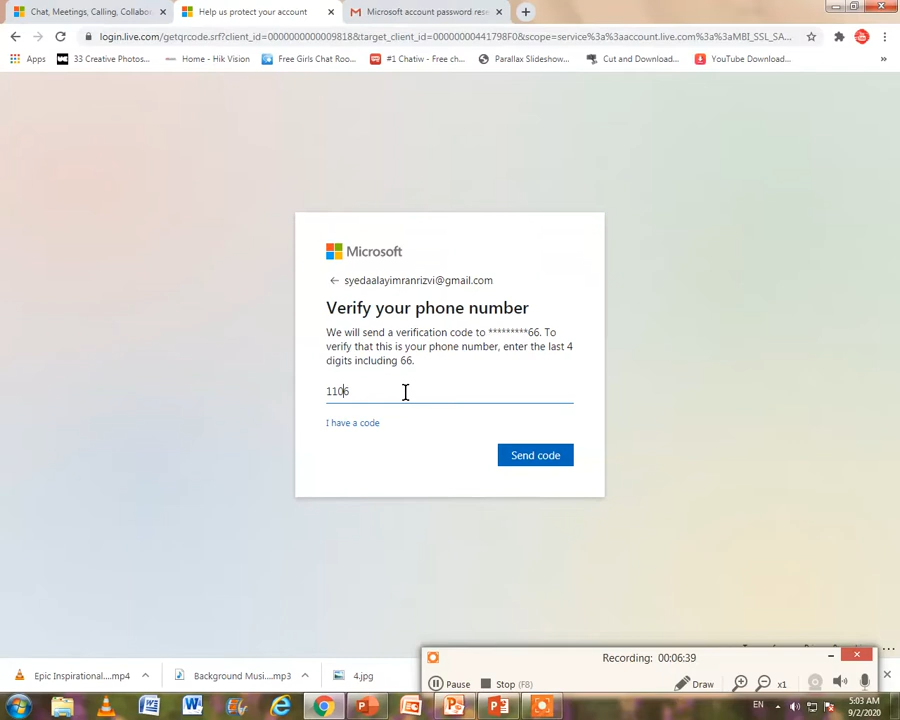 Chat, Meetings, Calling, Collabo
Help us protect your account
Microsoft account password rese
login.live.com/getqrcode.srf?client_id=000000000009818&target_client_id=00000000441798F0&scope=service%3a%3aaccount.live.com%3a%3aMBI_SSL_SA...
Apps
33 Creative Photos...
Home - Hik Vision
Free Girls Chat Roo...
#1 Chatiw - Free ch...
Parallax Slideshow...
Cut and Download...
YouTube Download...
»
Microsoft
← syedaalayimranrizvi@gmail.com
Verify your phone number
We will send a verification code to *********66. To
verify that this is your phone number, enter the last 4
digits including 66.
1106
I have a code
Send code
Recording: 00:06:39
Pause
Stop (F8)
Draw
x1
Epic Inspirational....mp4
Background Musi....mp3
4.jpg
EN
5:03 AM
9/2/2020